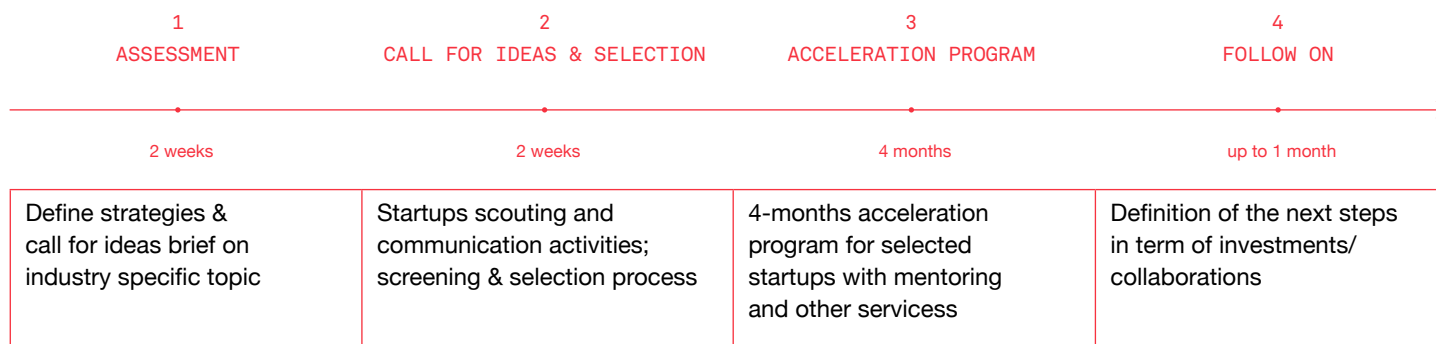 1
ASSESSMENT
2
CALL FOR IDEAS & SELECTION
3
ACCELERATION PROGRAM
4
FOLLOW ON
2 weeks
2 weeks
4 months
up to 1 month
Define strategies &
call for ideas brief on
industry specific topic
Startups scouting and
communication activities;
screening & selection process
4-months acceleration
program for selected
startups with mentoring
and other servicess
Definition of the next steps
in term of investments/
collaborations